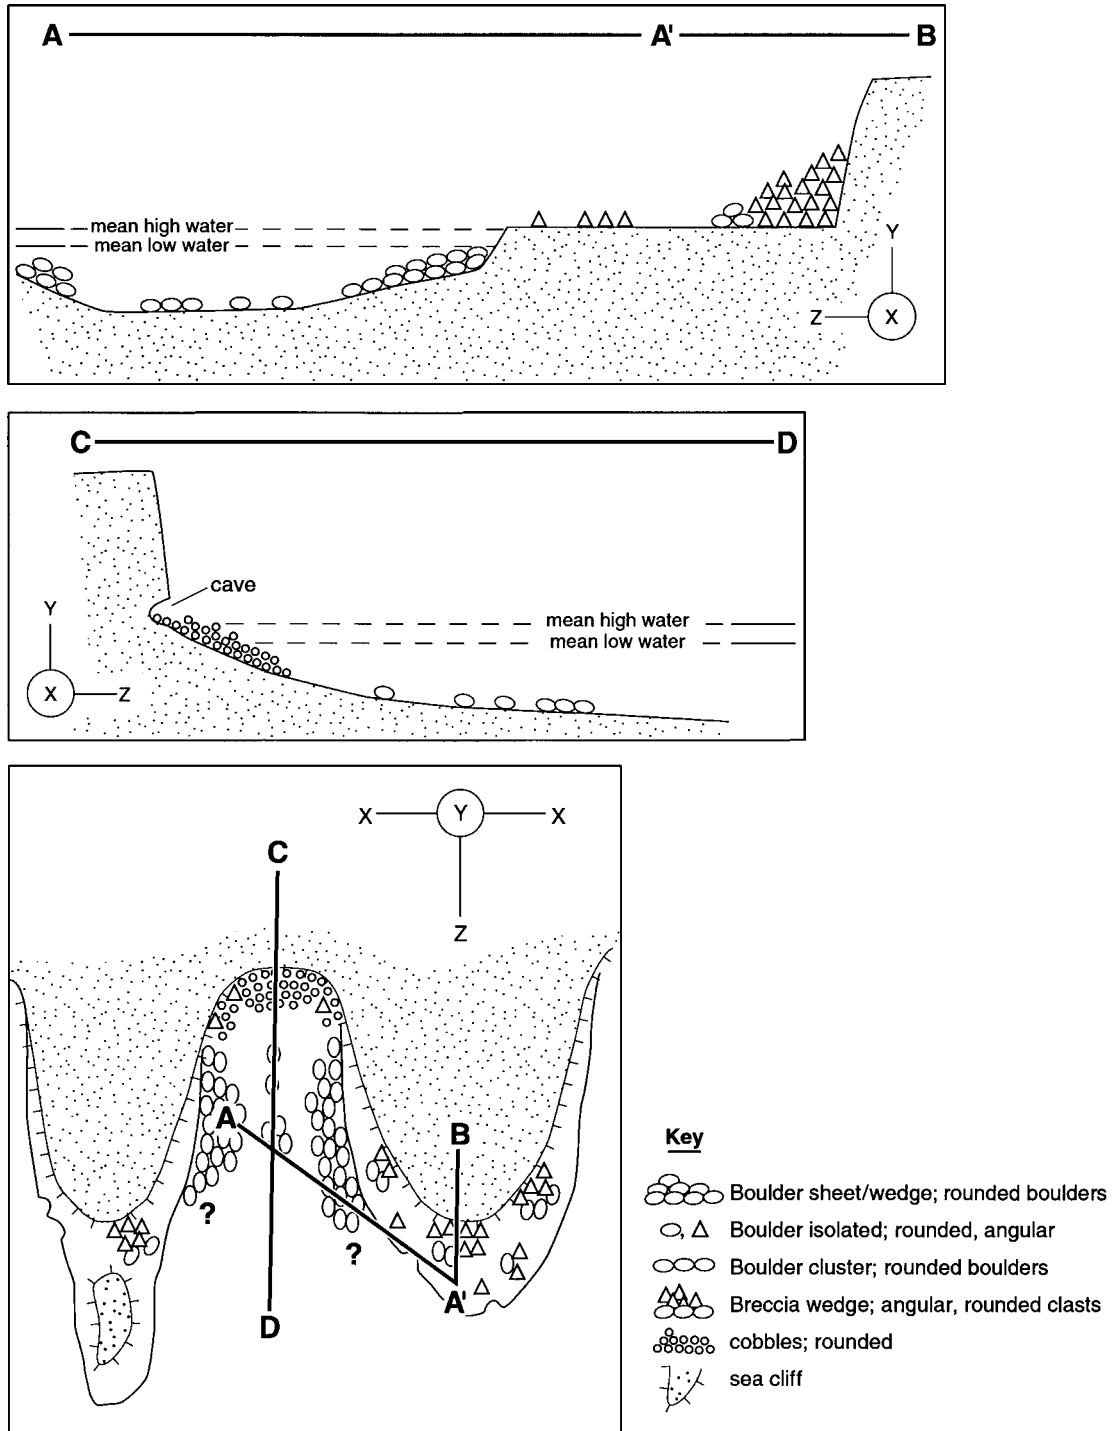 A A' B
mean high water
mean low water
Y
Z X
C D
cave
Y
mean high water
mean low water
X Z
X Y X
C
Z
A
B
?
?
A'
D
Key
Boulder sheet/wedge; rounded boulders
, Boulder isolated; rounded, angular
Boulder cluster; rounded boulders
Breccia wedge; angular, rounded clasts
cobbles; rounded
sea cliff